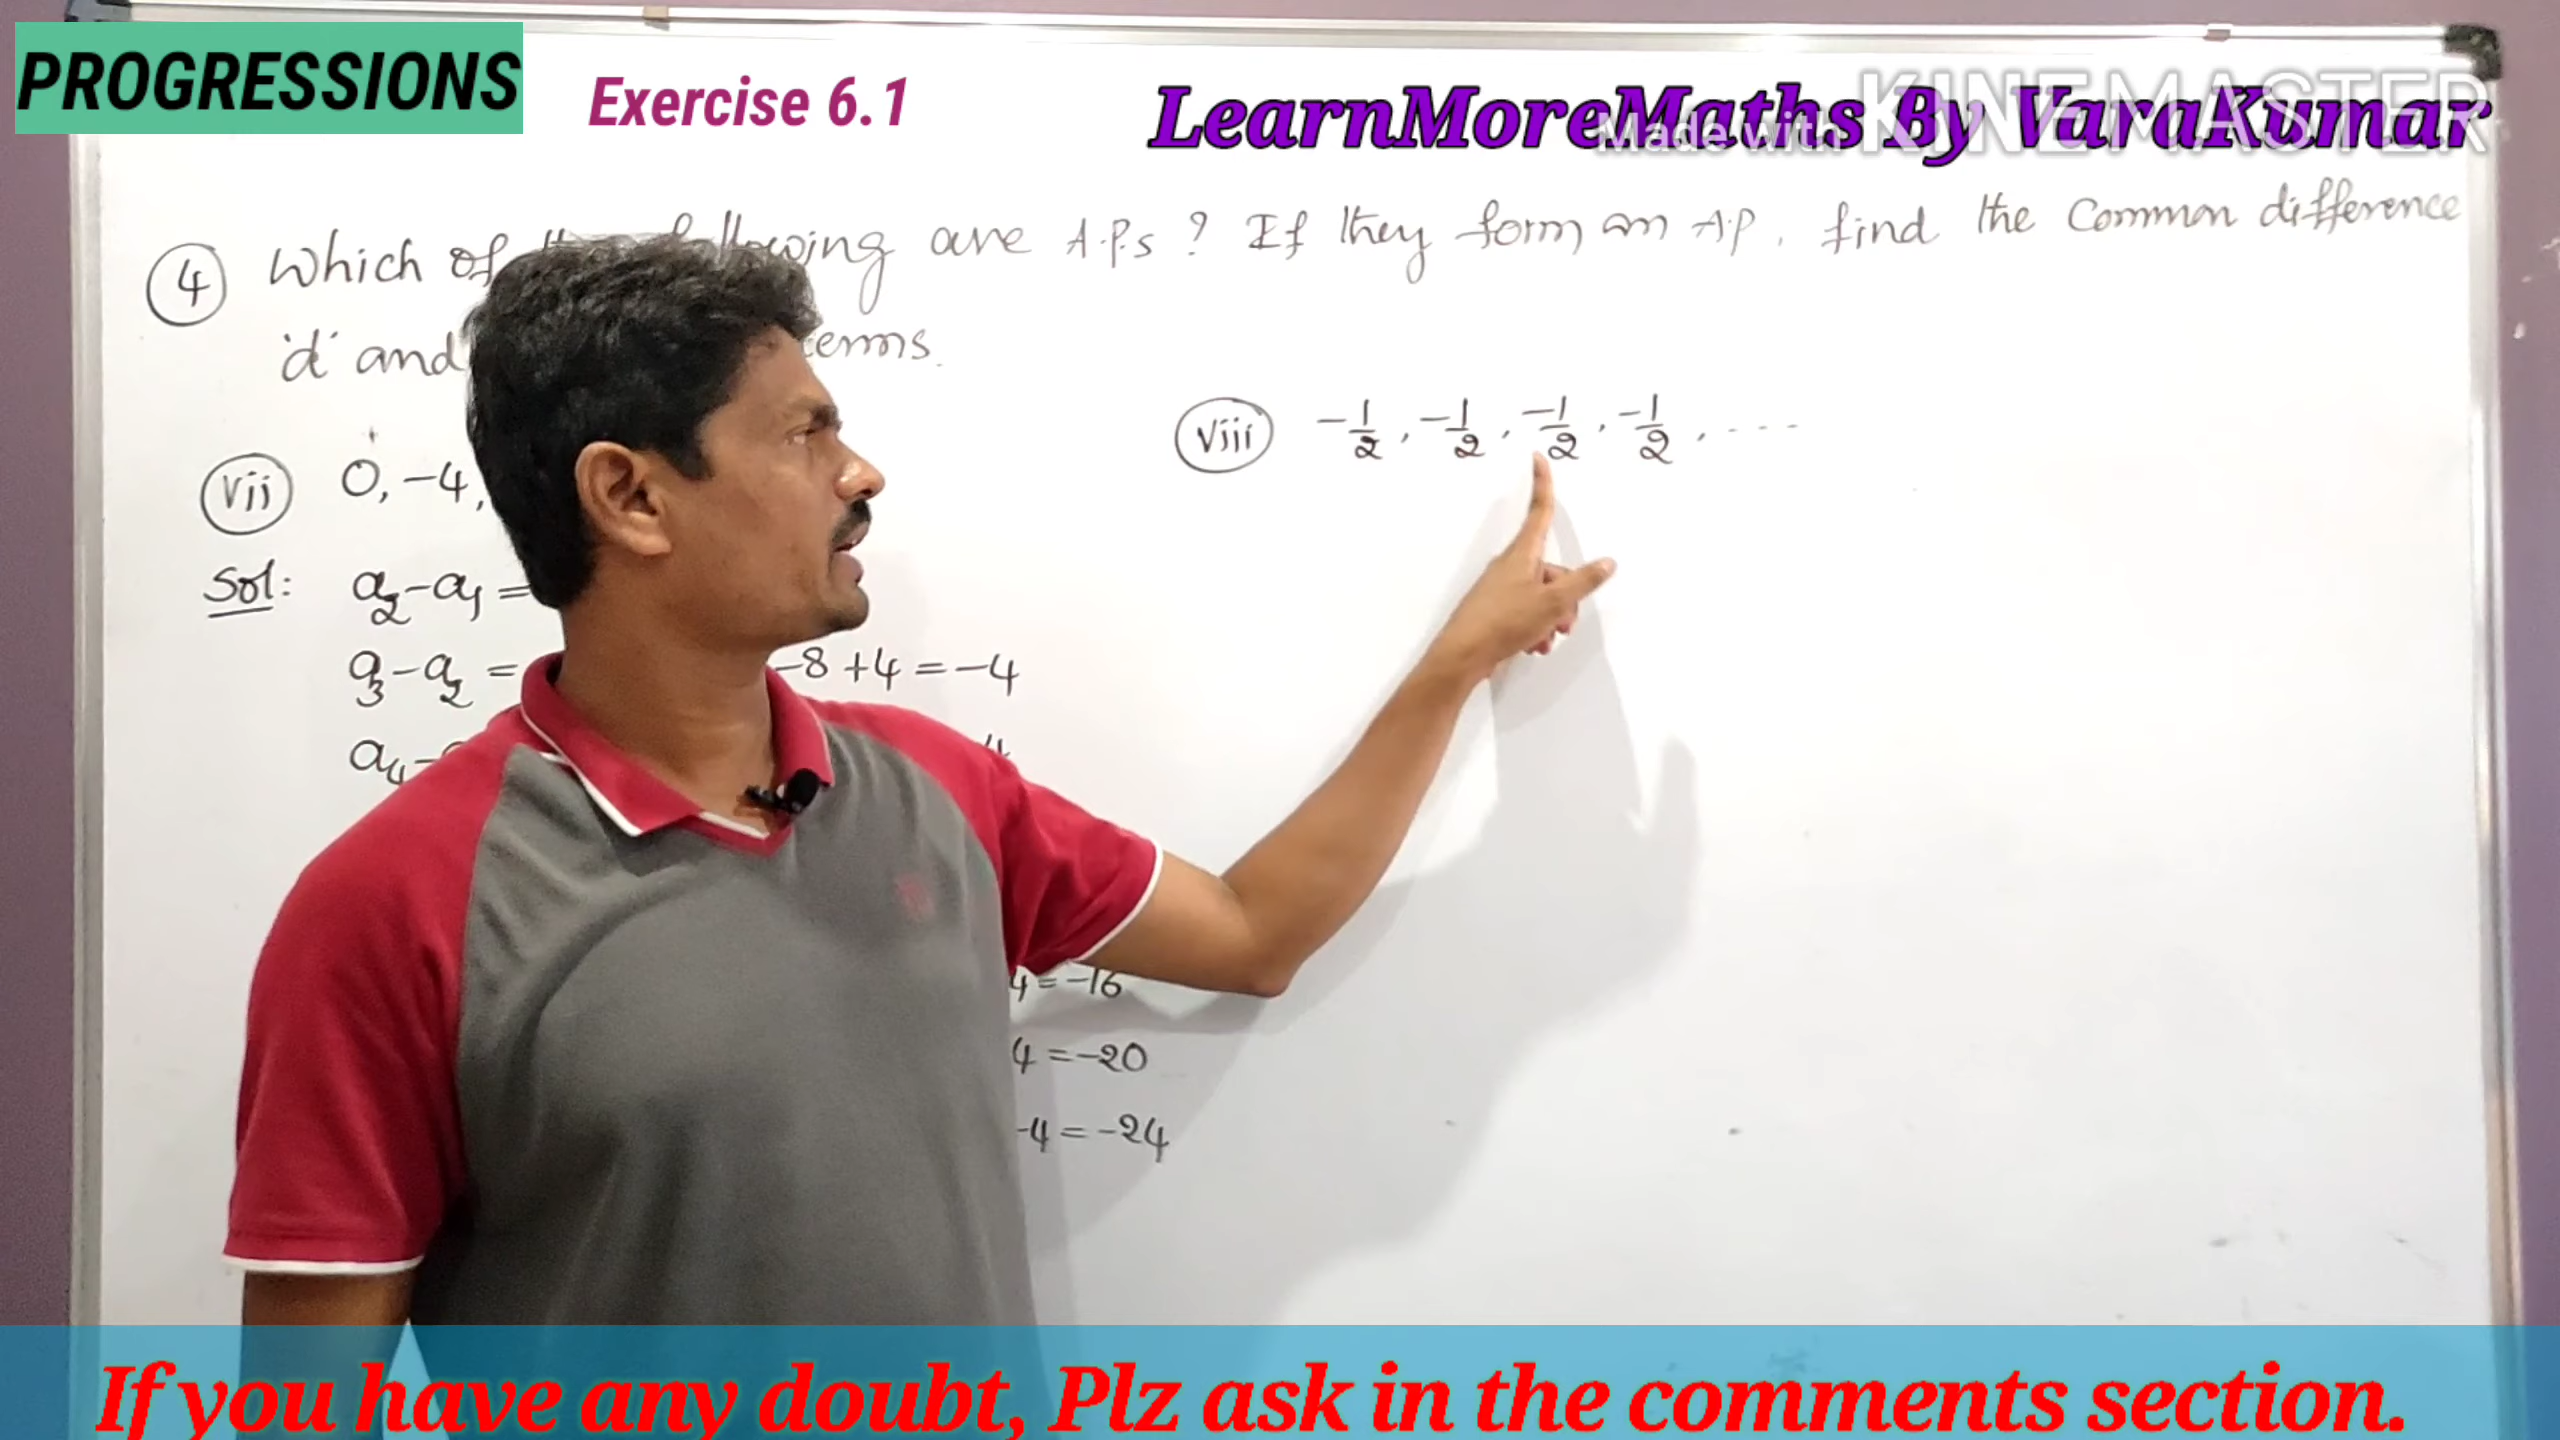 PROGRESSIONS
Exercise 6.1
LearnMoreMaths By VaraKumar
Made with KINEMASTER
④ Which of the following are A.P.s ? If they form an A.P, find the Common difference
'd' and terms.
(vii) 0, -4,
Sol: a₂-a₁ =
a₃-a₂ = -8 +4 = -4
a₄-
4 = -16
4 = -20
-4 = -24
(viii) -1/2, -1/2, -1/2, -1/2, ....
If you have any doubt, Plz ask in the comments section.